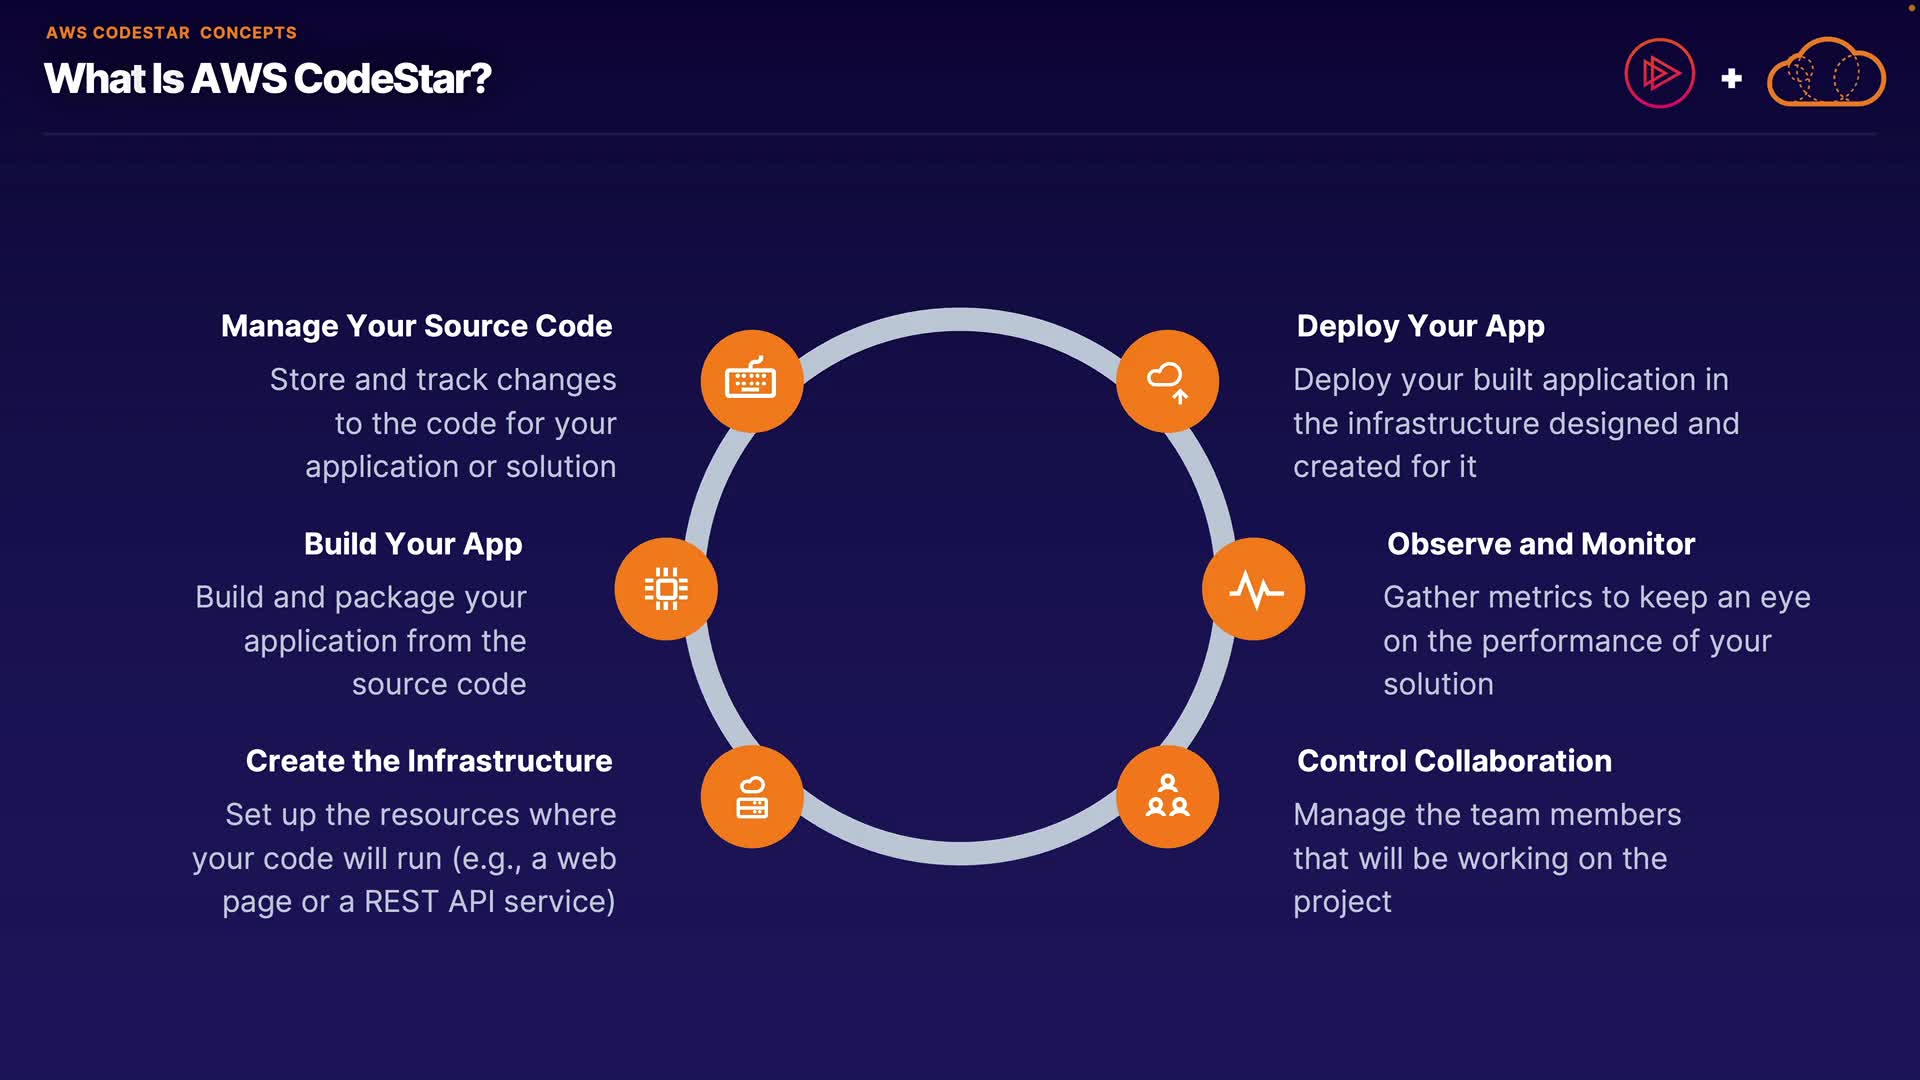 AWS CODESTAR CONCEPTS
What Is AWS CodeStar?
Manage Your Source Code
Store and track changes
to the code for your
application or solution
Build Your App
Build and package your
application from the
source code
Create the Infrastructure
Set up the resources where
your code will run (e.g., a web
page or a REST API service)
Deploy Your App
Deploy your built application in
the infrastructure designed and
created for it
Observe and Monitor
Gather metrics to keep an eye
on the performance of your
solution
Control Collaboration
Manage the team members
that will be working on the
project